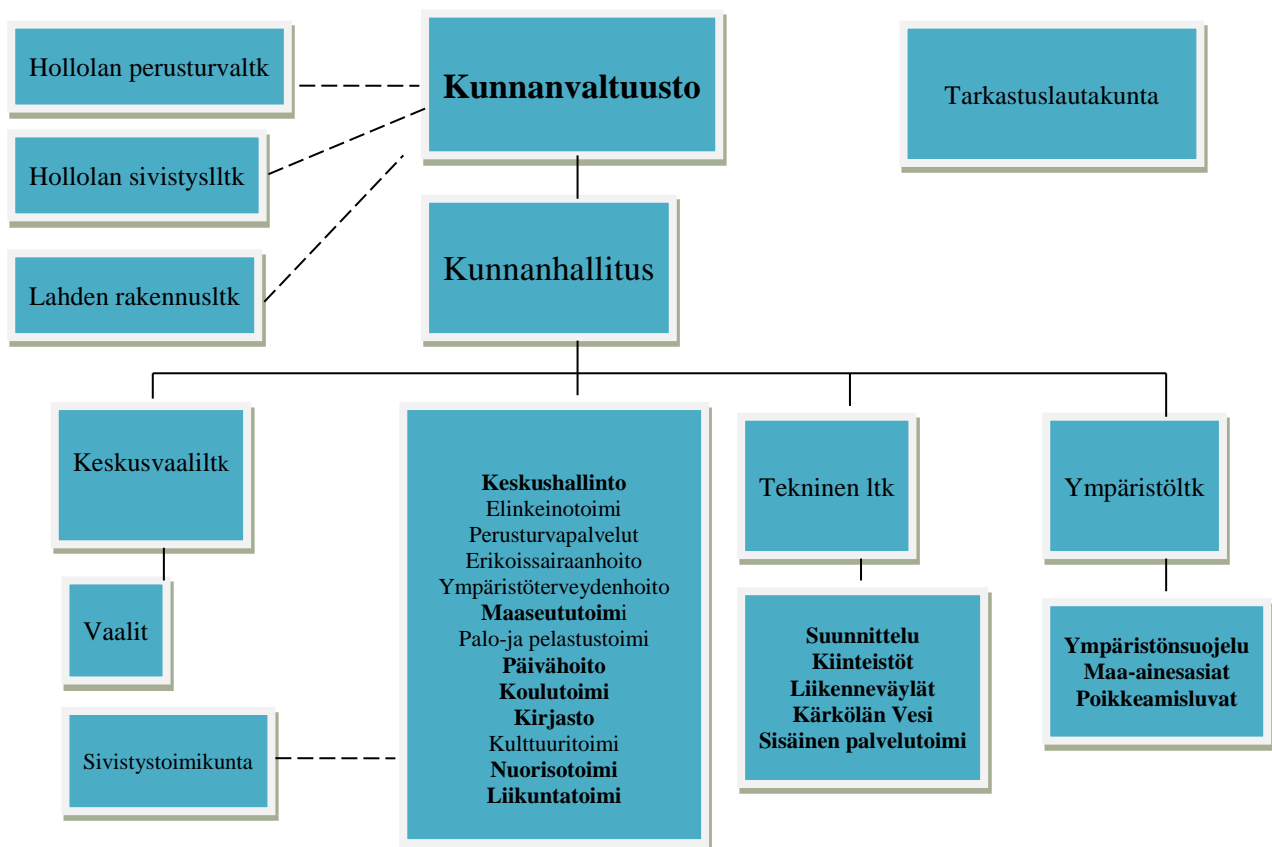 Hollolan perusturvaltk
Kunnanvaltuusto
Tarkastuslautakunta
Hollolan sivistyslltk
Lahden rakennusltk
Kunnanhallitus
Keskusvaaliltk
Vaalit
Sivistystoimikunta
Keskushallinto
Elinkeinotoimi
Perusturvapalvelut
Erikoissairaanhoito
Ympäristöterveydenhoito
Maaseututoimi
Palo-ja pelastustoimi
Päivähoito
Koulutoimi
Kirjasto
Kulttuuritoimi
Nuorisotoimi
Liikuntatoimi
Tekninen ltk
Suunnittelu
Kiinteistöt
Liikenneväylät
Kärkölän Vesi
Sisäinen palvelutoimi
Ympäristöltk
Ympäristönsuojelu
Maa-ainesasiat
Poikkeamisluvat